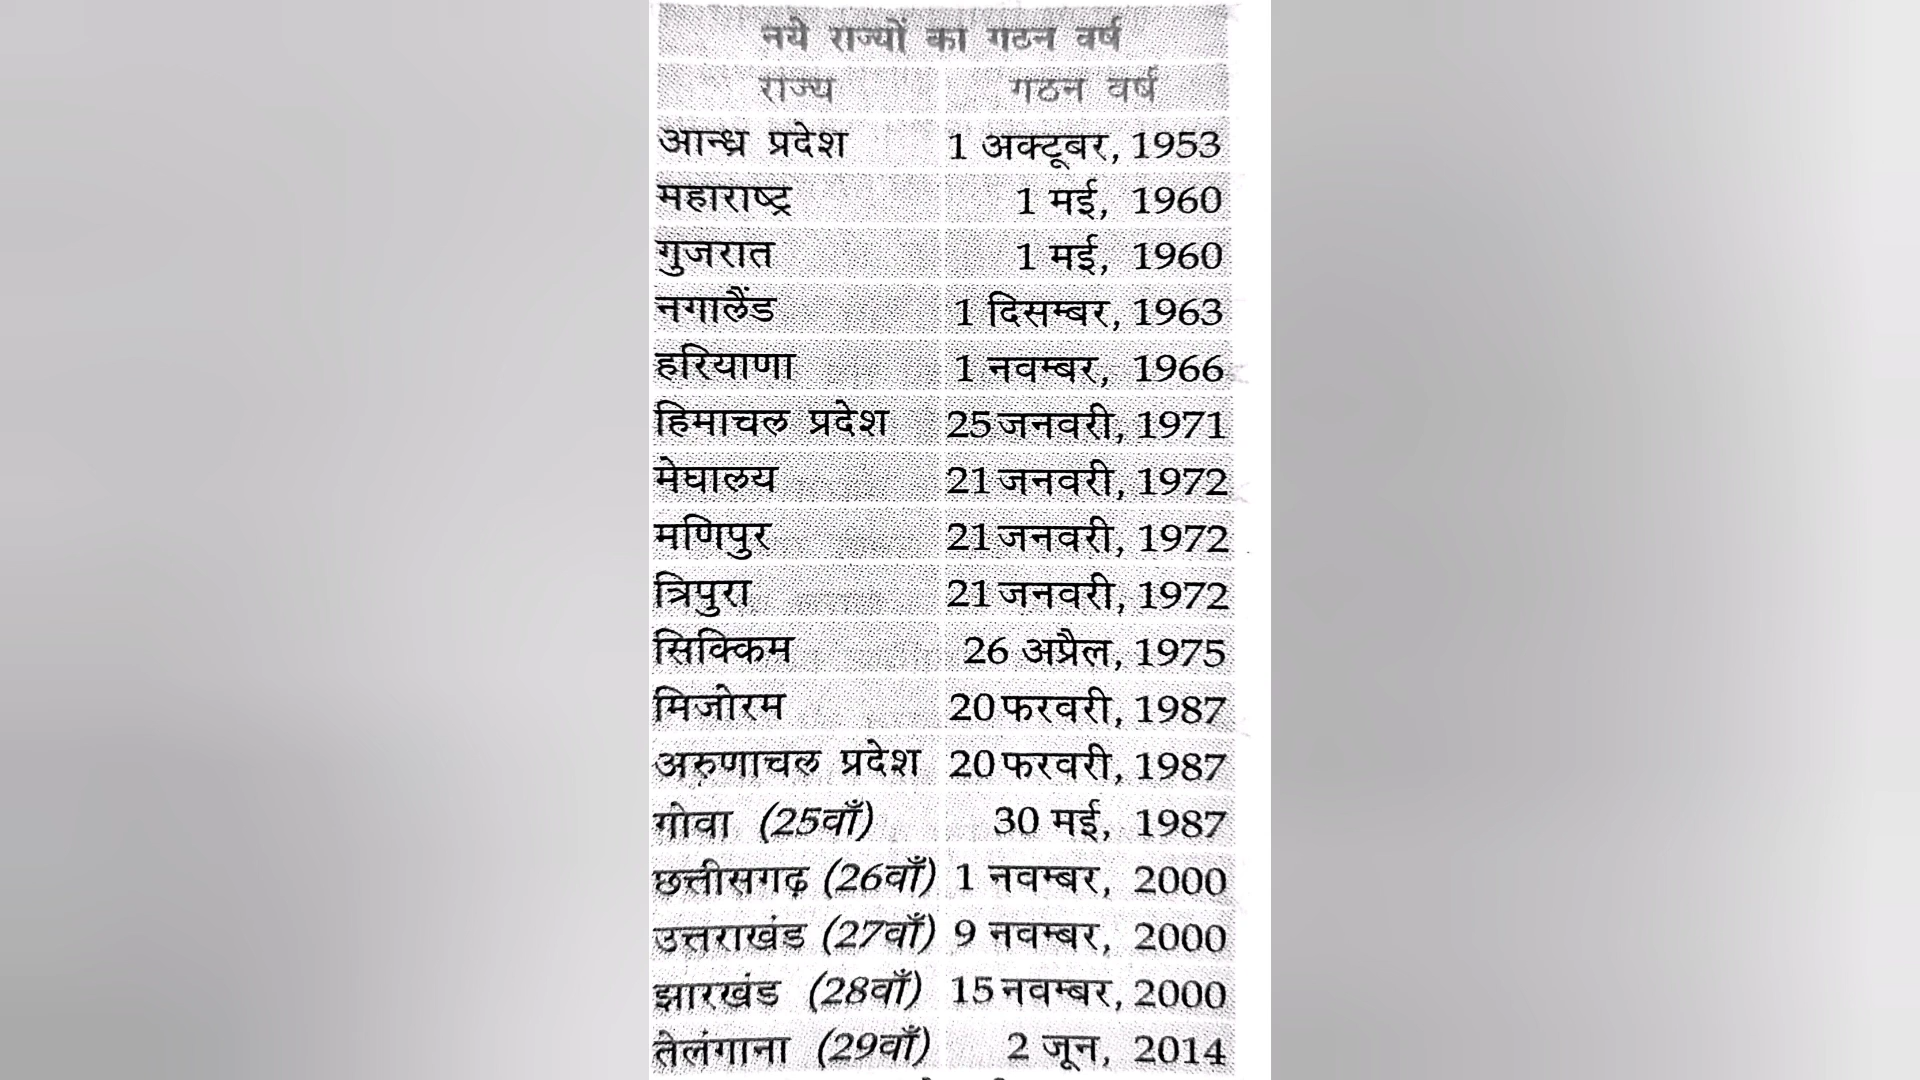 नये राज्यों का गठन वर्ष
राज्य गठन वर्ष
आन्ध्र प्रदेश 1 अक्टूबर, 1953
महाराष्ट्र 1 मई, 1960
गुजरात 1 मई, 1960
नगालैंड 1 दिसम्बर, 1963
हरियाणा 1 नवम्बर, 1966
हिमाचल प्रदेश 25 जनवरी, 1971
मेघालय 21 जनवरी, 1972
मणिपुर 21 जनवरी, 1972
त्रिपुरा 21 जनवरी, 1972
सिक्किम 26 अप्रैल, 1975
मिजोरम 20 फरवरी, 1987
अरुणाचल प्रदेश 20 फरवरी, 1987
गोवा (25वाँ) 30 मई, 1987
छत्तीसगढ़ (26वाँ) 1 नवम्बर, 2000
उत्तराखंड (27वाँ) 9 नवम्बर, 2000
झारखंड (28वाँ) 15 नवम्बर, 2000
तेलंगाना (29वाँ) 2 जून, 2014